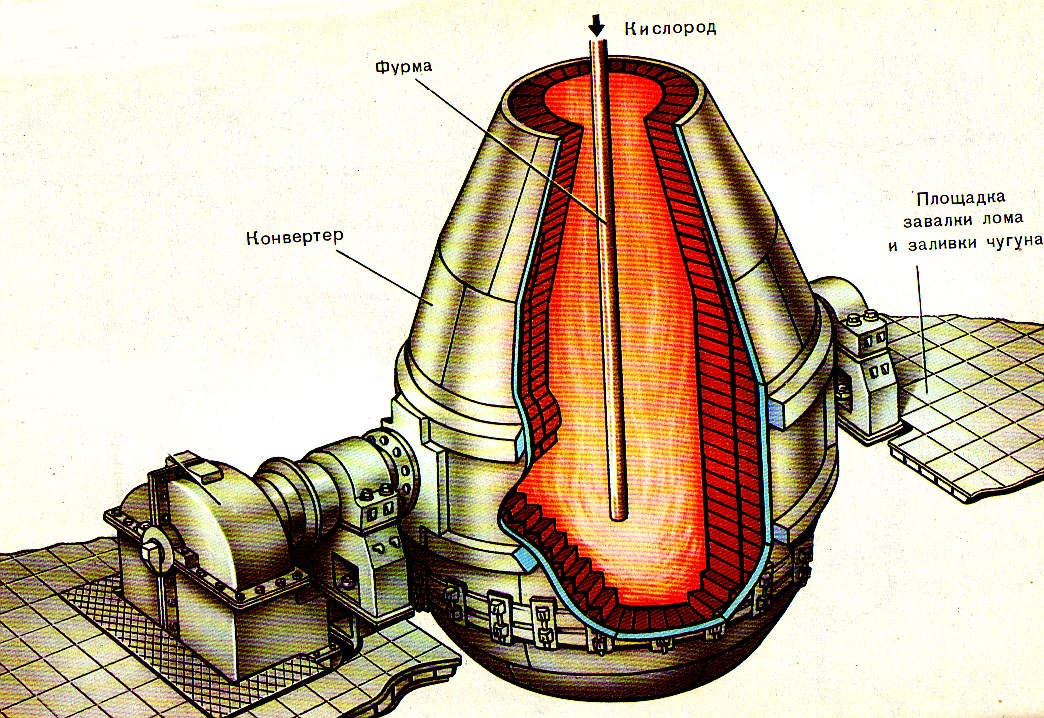 Кислород
Фурма
Площадка
завалки лома
и заливки чугуна
Конвертер